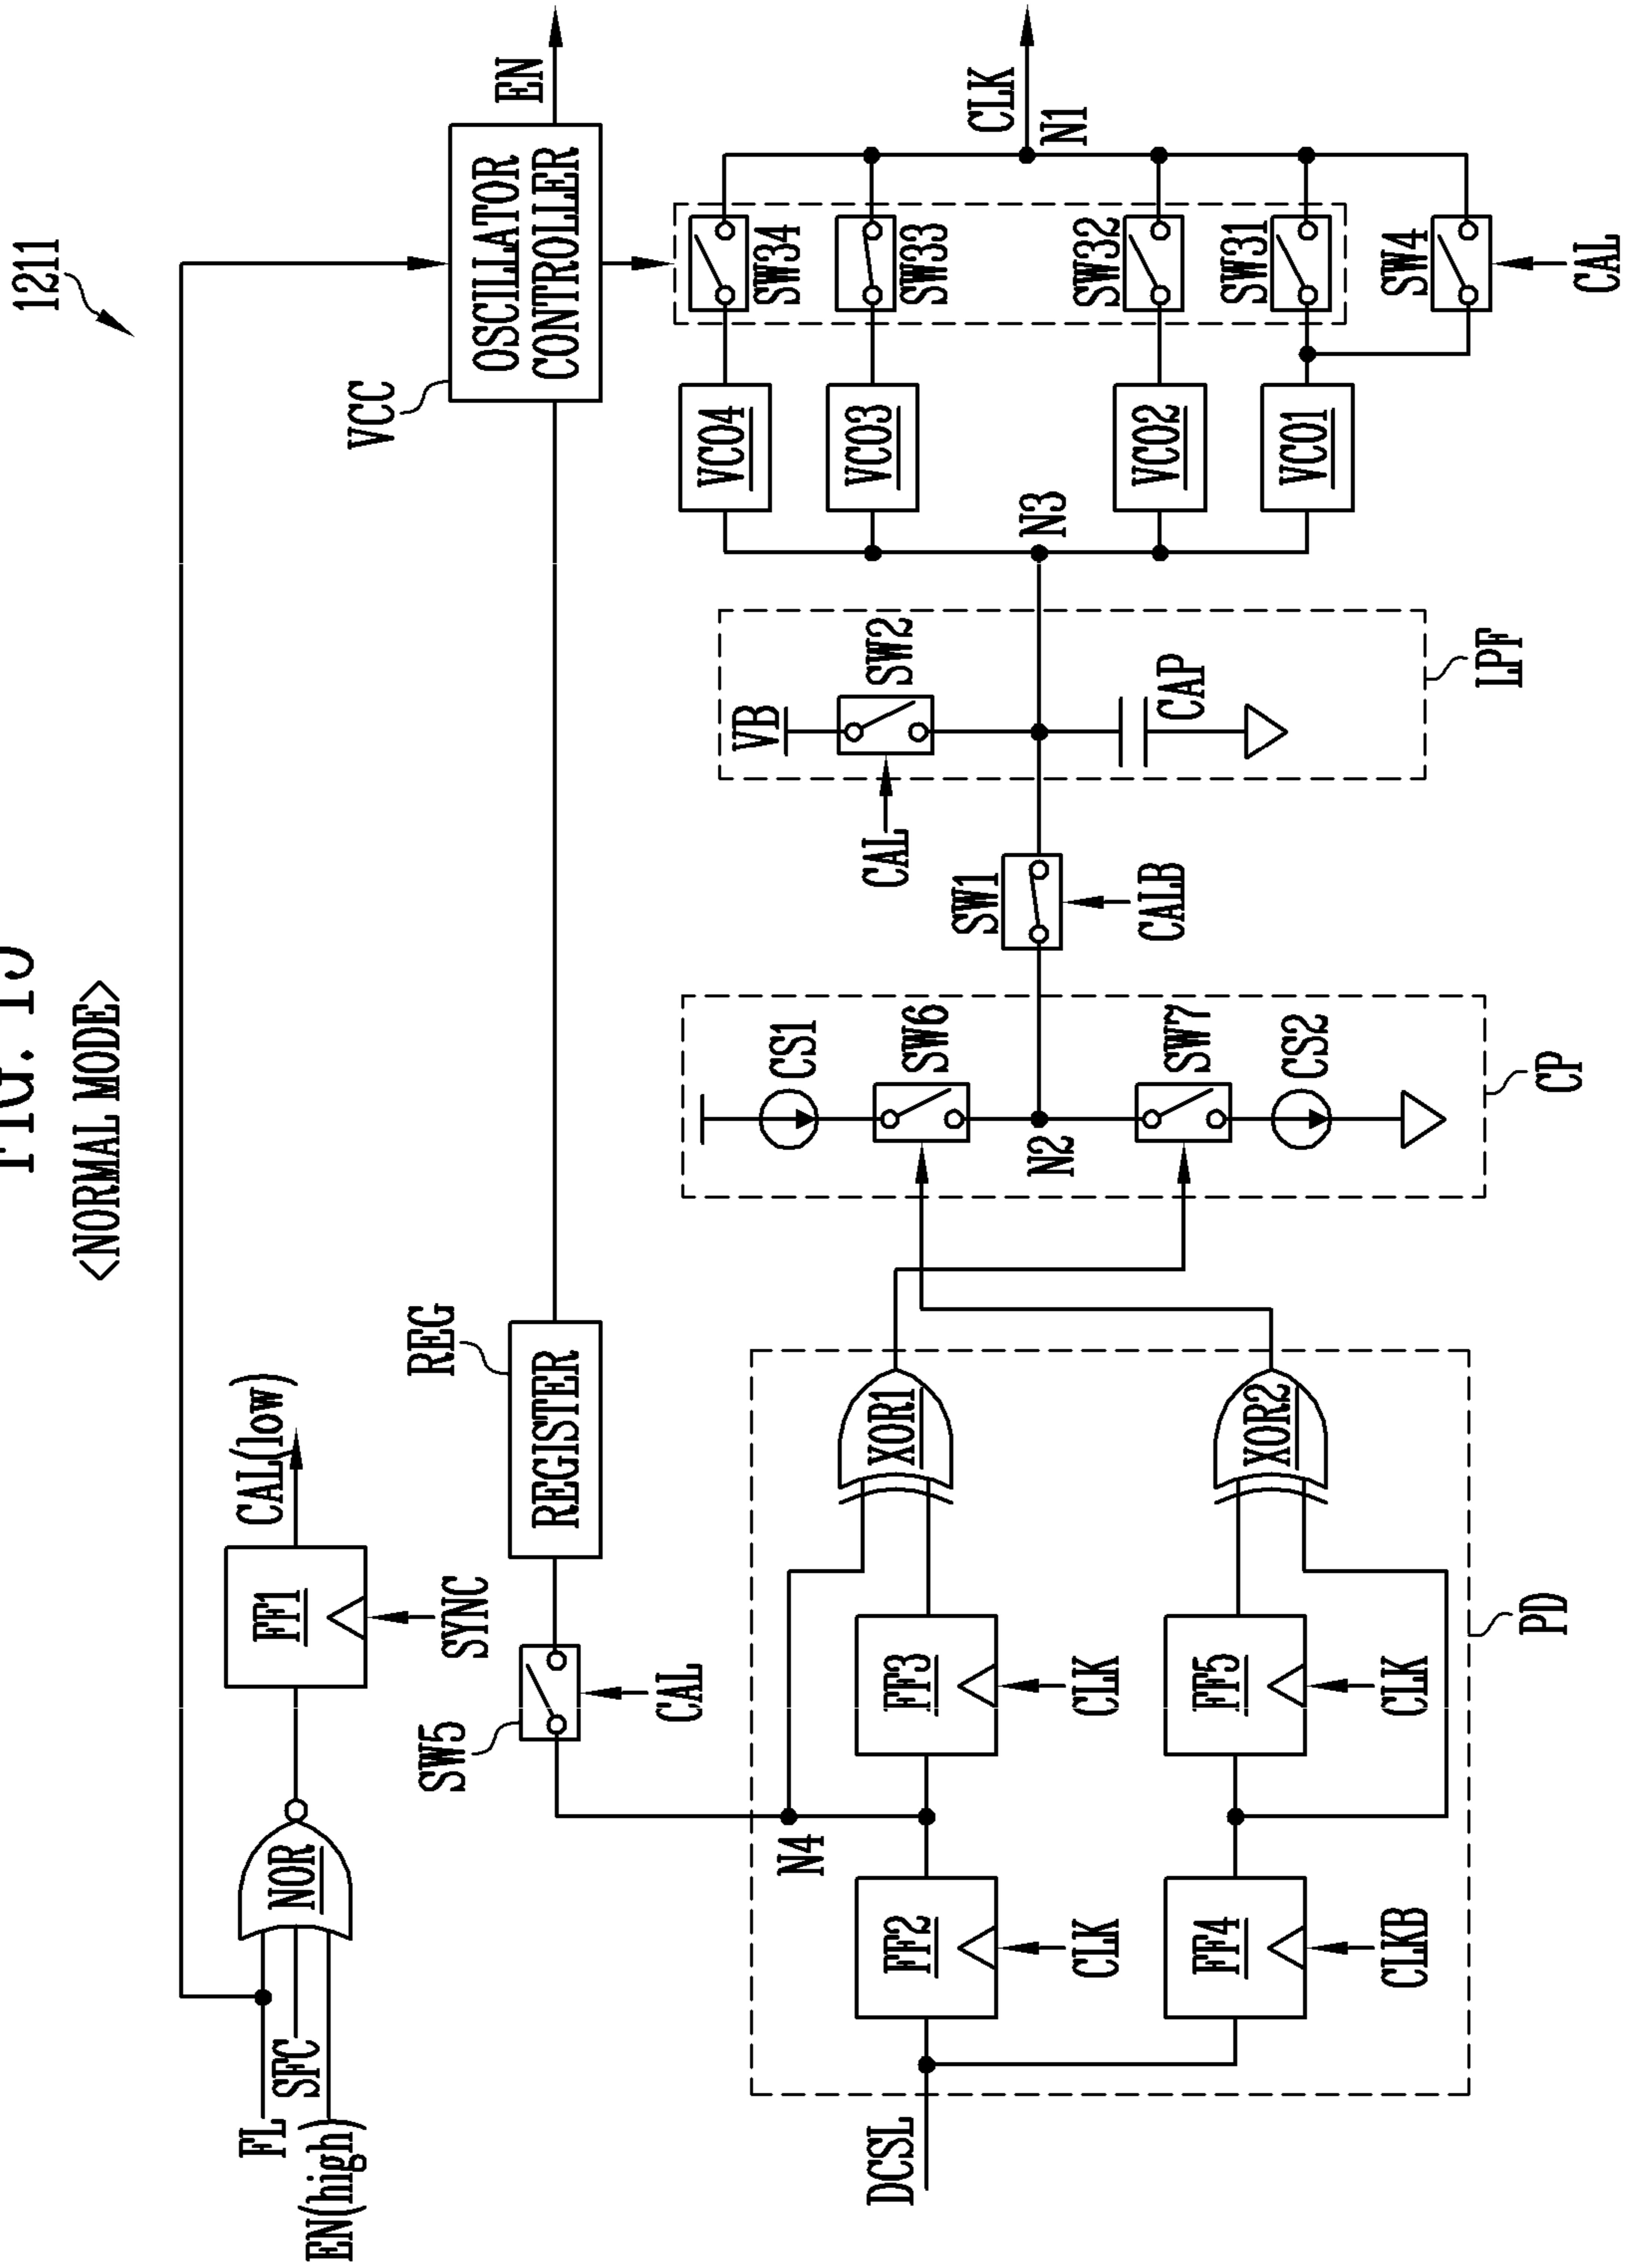 FIG. 15
<NORMAL MODE>
1211
FL
SFC
EN(high)
NOR
FF1
SYNC
CAL(low)
VCC
OSCILLATOR
CONTROLLER
EN
REG
REGISTER
SW5
CAL
N4
DCSL
FF2
CLK
FF3
CLK
XOR1
FF4
CLKB
FF5
CLK
XOR2
PD
CS1
SW6
N2
SW7
CS2
CP
SW1
CALB
VB
SW2
CAL
CAP
LPF
N3
VCO4
VCO3
VCO2
VCO1
SW34
SW33
SW32
SW31
SW4
CAL
CLK
N1